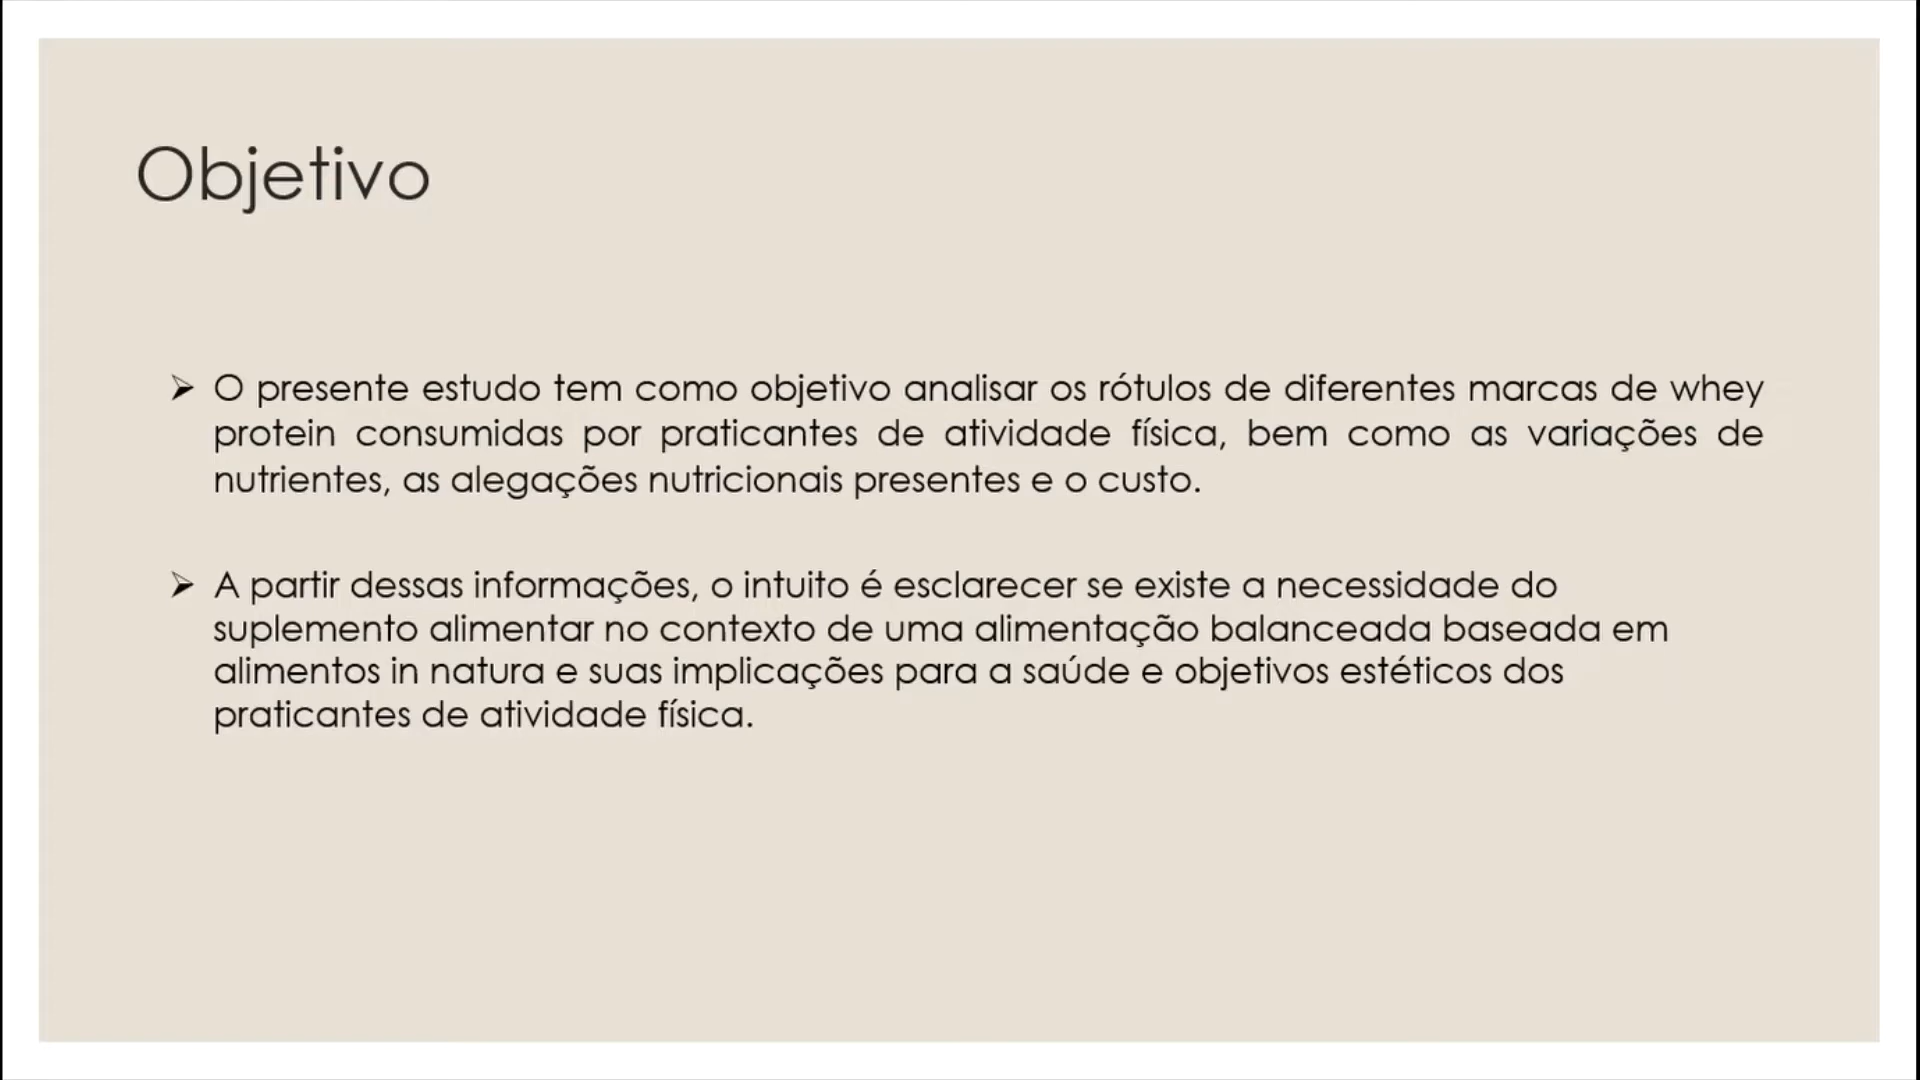 Objetivo
➢ O presente estudo tem como objetivo analisar os rótulos de diferentes marcas de whey
protein consumidas por praticantes de atividade física, bem como as variações de
nutrientes, as alegações nutricionais presentes e o custo.
➢ A partir dessas informações, o intuito é esclarecer se existe a necessidade do
suplemento alimentar no contexto de uma alimentação balanceada baseada em
alimentos in natura e suas implicações para a saúde e objetivos estéticos dos
praticantes de atividade física.